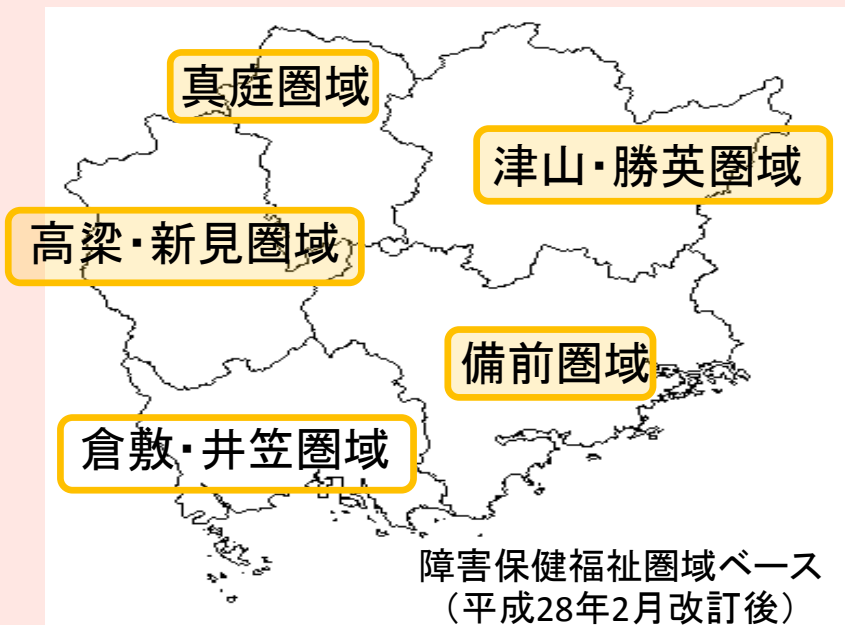 真庭圏域
津山・勝英圏域
高梁・新見圏域
備前圏域
倉敷・井笠圏域
障害保健福祉圏域ベース
（平成28年2月改訂後）